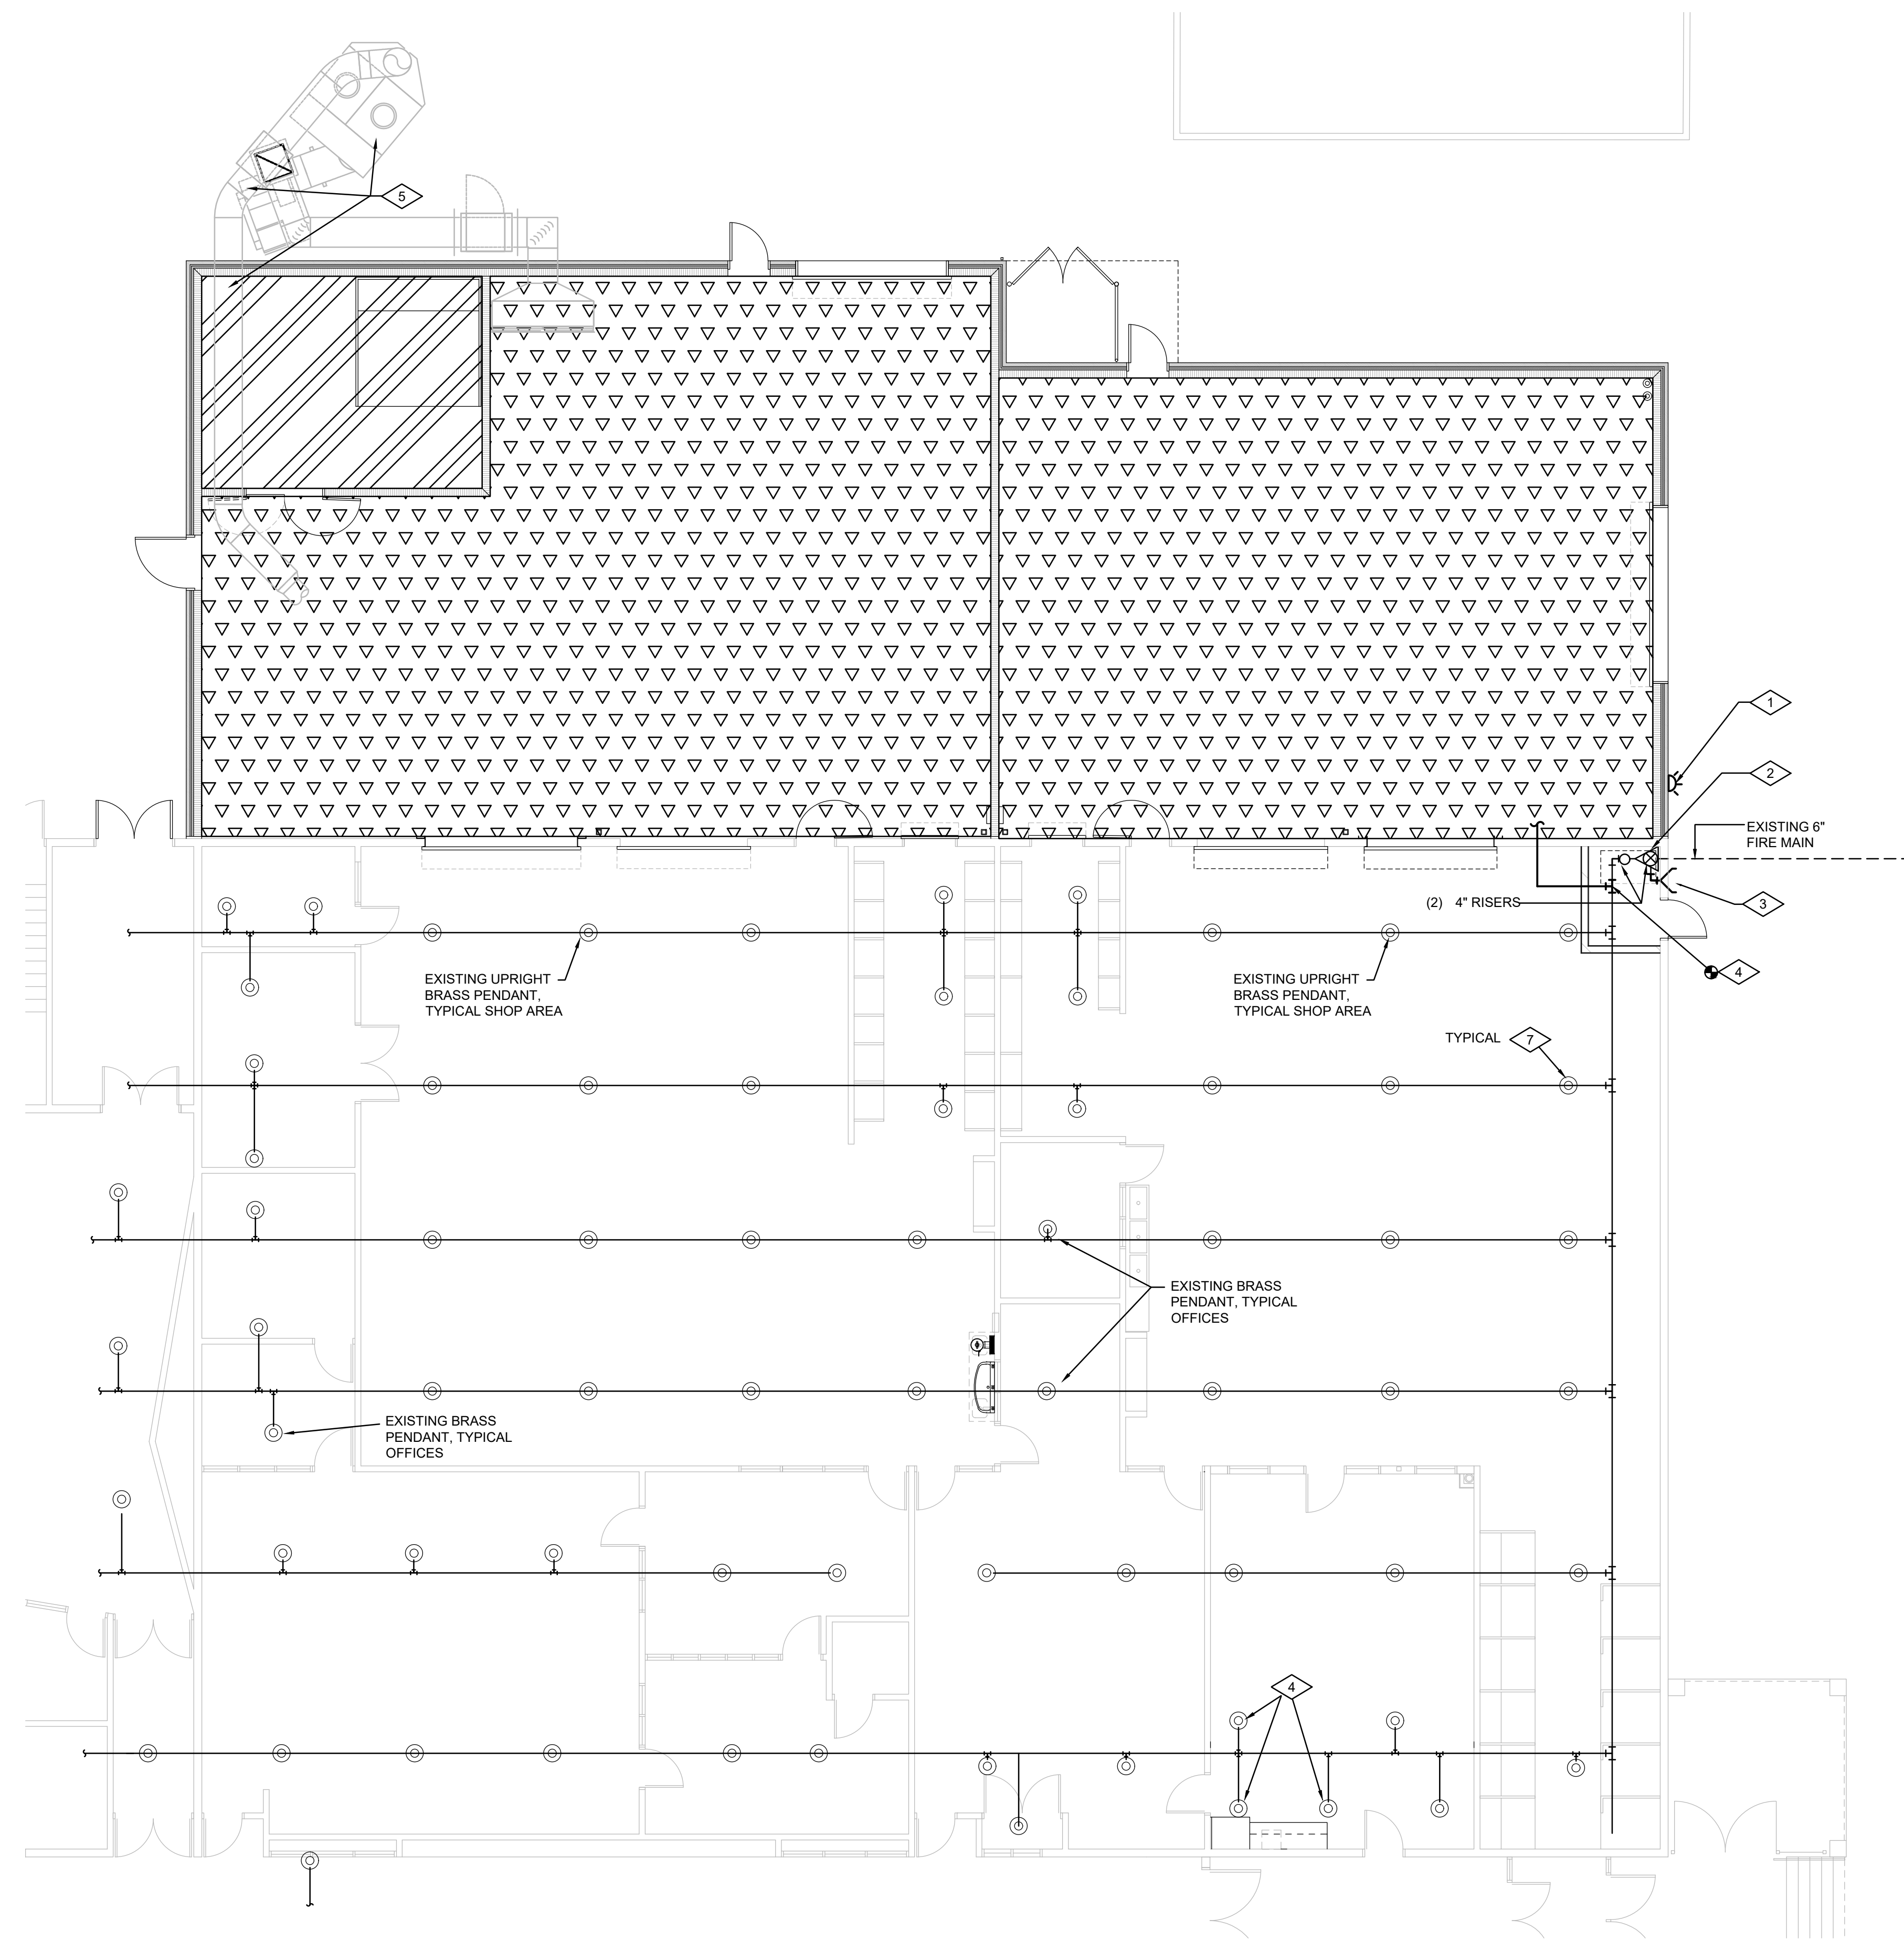 5
1
2
EXISTING 6"
FIRE MAIN
(2) 4" RISERS
3
4
EXISTING UPRIGHT
BRASS PENDANT,
TYPICAL SHOP AREA
EXISTING UPRIGHT
BRASS PENDANT,
TYPICAL SHOP AREA
TYPICAL 7
EXISTING BRASS
PENDANT, TYPICAL
OFFICES
EXISTING BRASS
PENDANT, TYPICAL
OFFICES
4